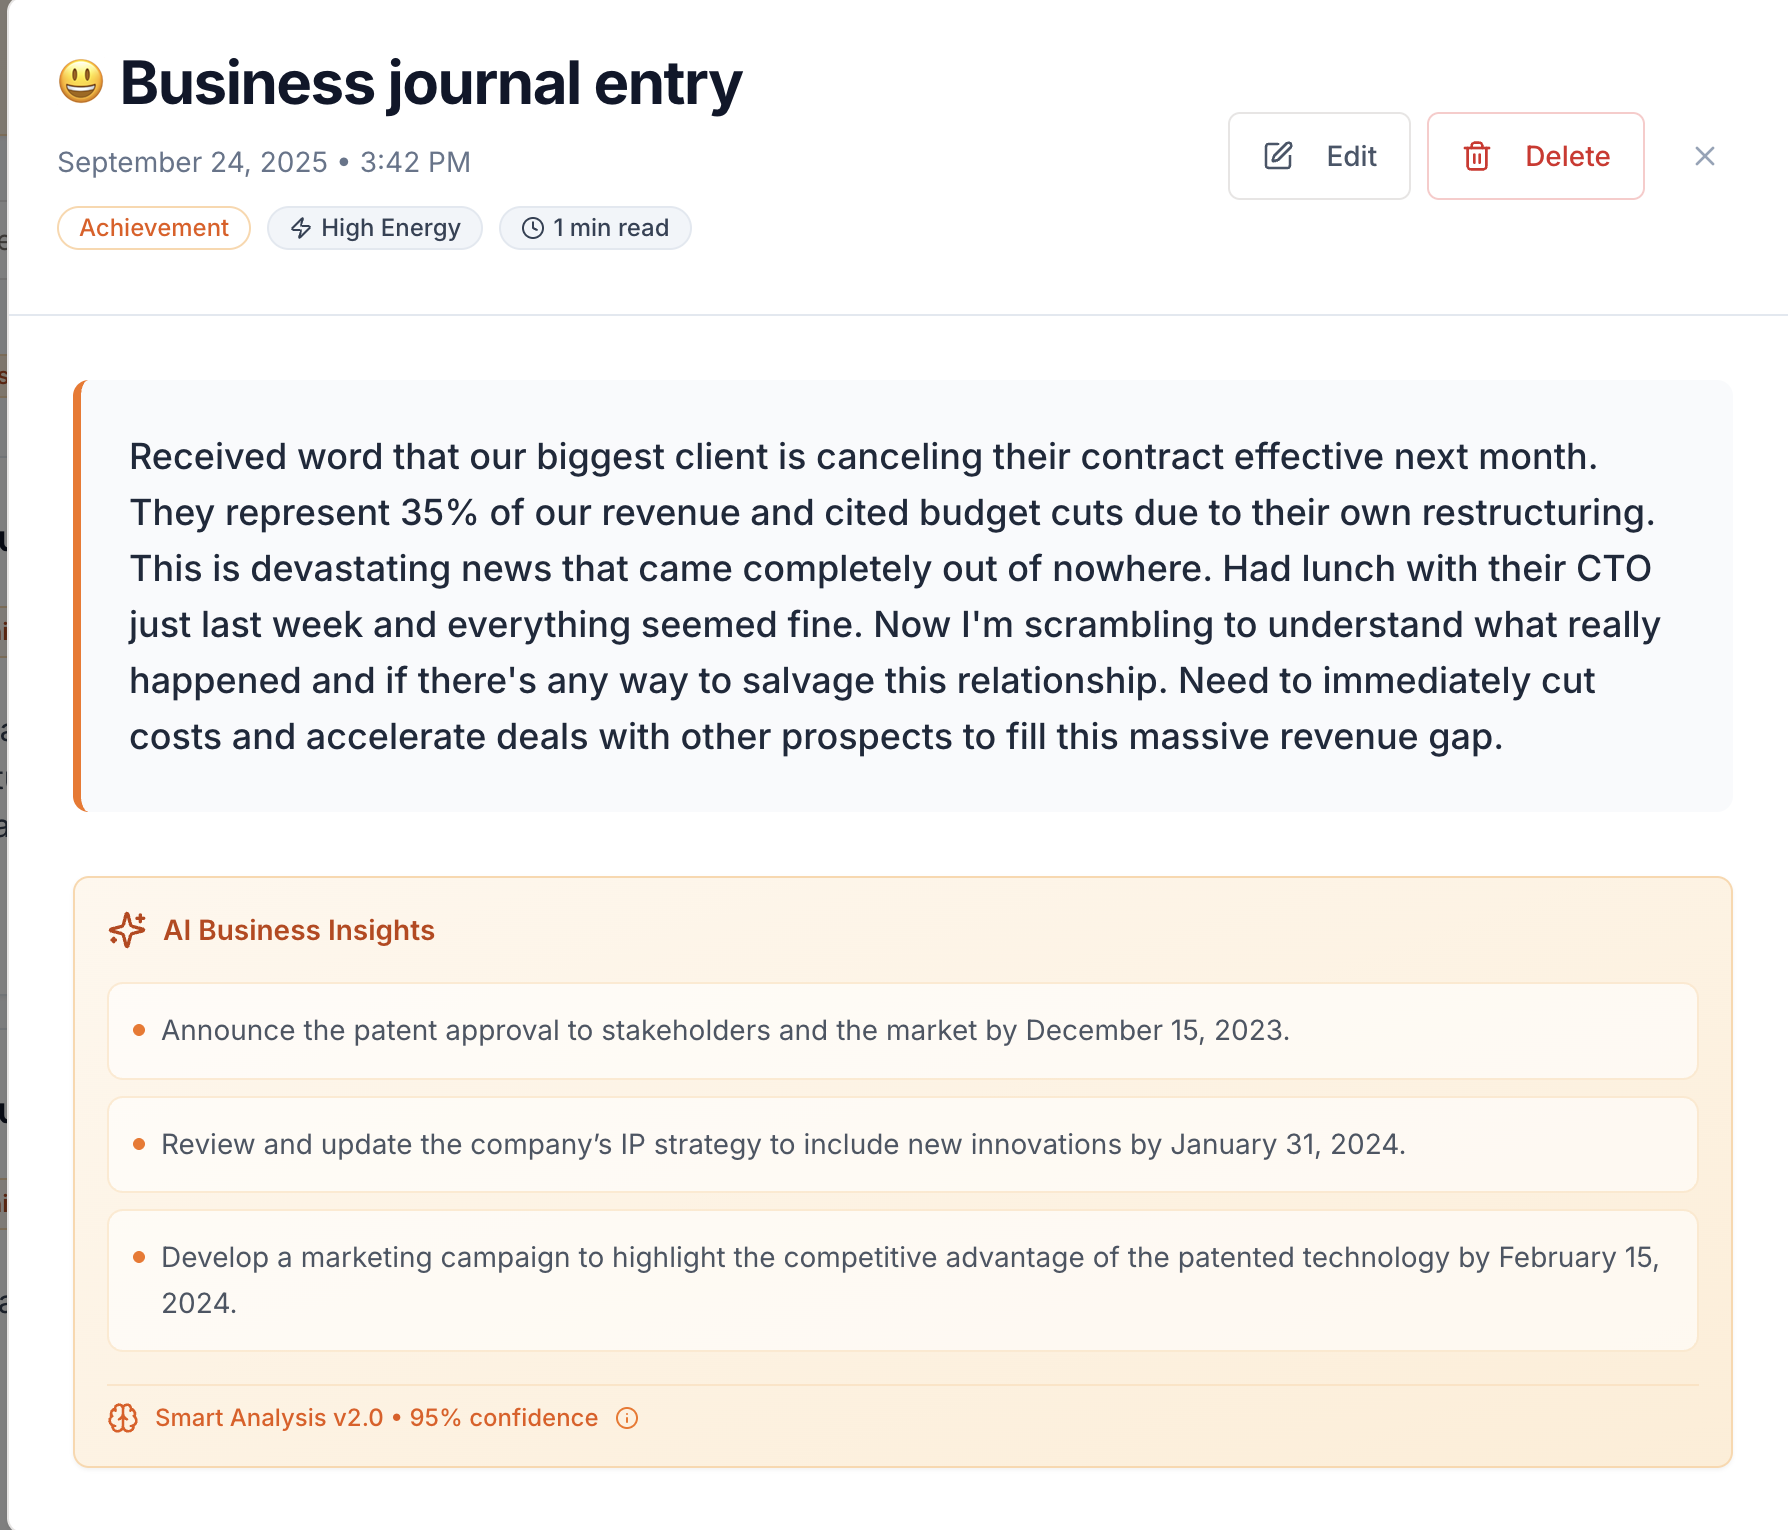 😃 Business journal entry
September 24, 2025 • 3:42 PM
Edit
Delete
Achievement
High Energy
1 min read
Received word that our biggest client is canceling their contract effective next month.
They represent 35% of our revenue and cited budget cuts due to their own restructuring.
This is devastating news that came completely out of nowhere. Had lunch with their CTO
just last week and everything seemed fine. Now I'm scrambling to understand what really
happened and if there's any way to salvage this relationship. Need to immediately cut
costs and accelerate deals with other prospects to fill this massive revenue gap.
AI Business Insights
• Announce the patent approval to stakeholders and the market by December 15, 2023.
• Review and update the company’s IP strategy to include new innovations by January 31, 2024.
• Develop a marketing campaign to highlight the competitive advantage of the patented technology by February 15,
2024.
Smart Analysis v2.0 • 95% confidence